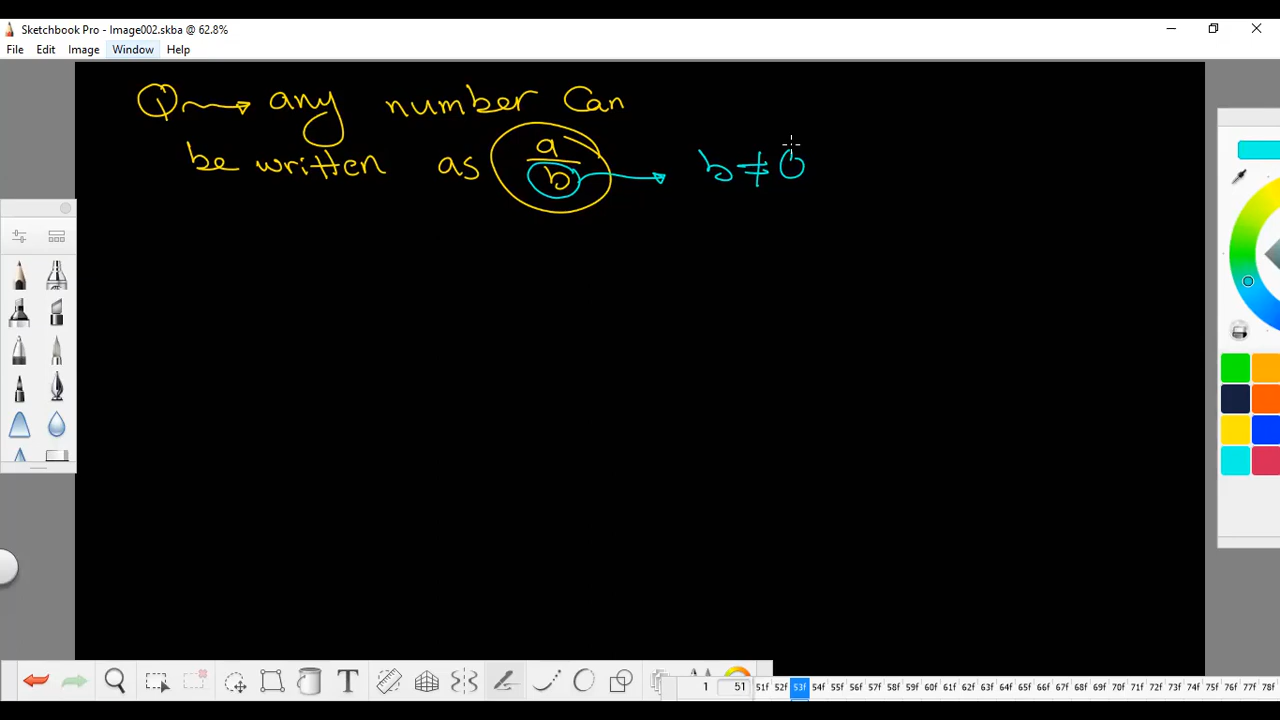 Sketchbook Pro - Image002.skba @ 62.8%
File Edit Image Window Help
Q → any number Can
be written as a/b → b ≠ 0
1 51 51f 52f 53f 54f 55f 56f 57f 58f 59f 60f 61f 62f 63f 64f 65f 66f 67f 68f 69f 70f 71f 72f 73f 74f 75f 76f 77f 78f